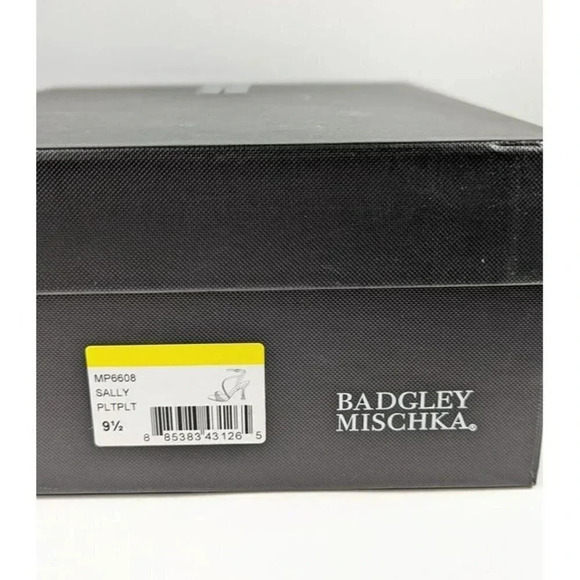 MP6608
SALLY
PLTPLT
9½
8 85383 43126 5
BADGLEY
MISCHKA®